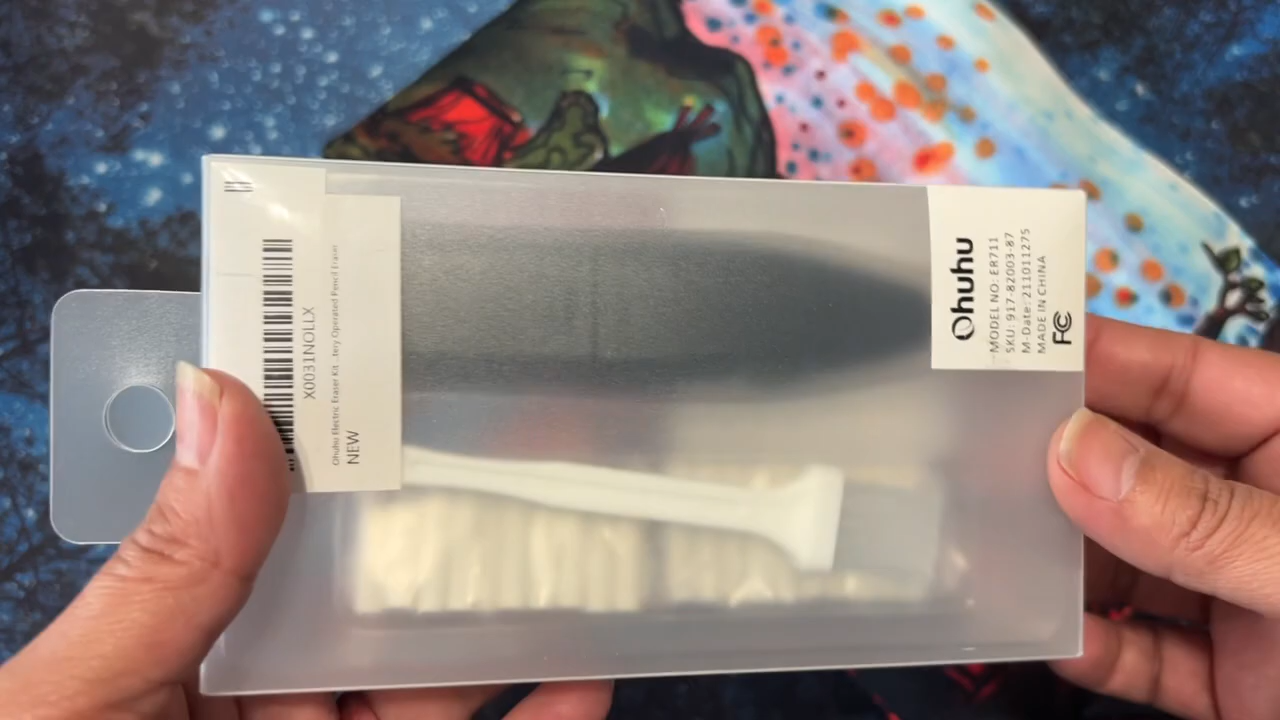 X0031NOLLX
Ohuhu Electric Eraser Kit ...tery Operated Pencil Eraser
NEW
Ohuhu
MODEL NO: ER711
SKU: 917-82003-87
M-Date: 211011275
MADE IN CHINA
FC